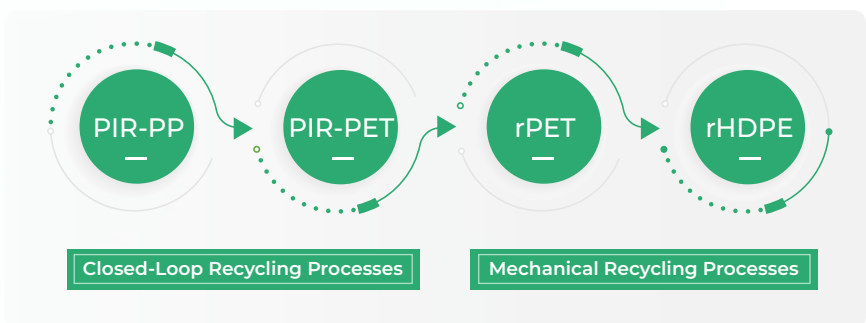 PIR-PP
PIR-PET
rPET
rHDPE
Closed-Loop Recycling Processes
Mechanical Recycling Processes